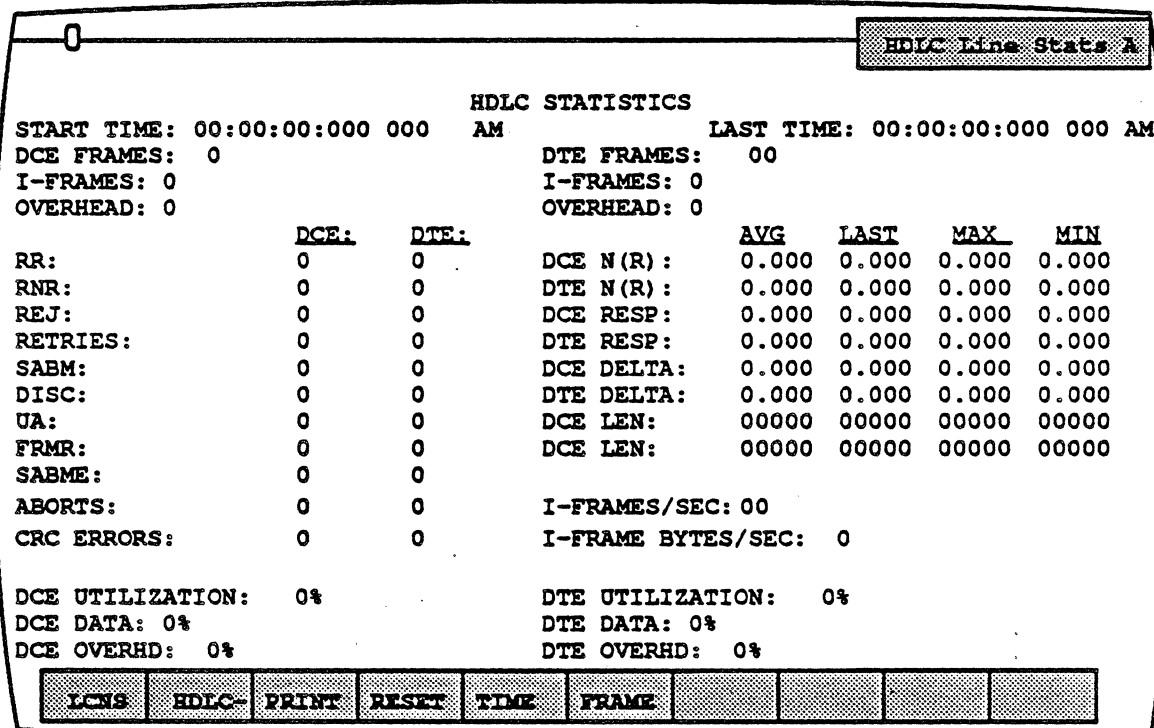 HDLC Line Stats A
HDLC STATISTICS
START TIME: 00:00:00:000 000 AM LAST TIME: 00:00:00:000 000 AM
DCE FRAMES: 0 DTE FRAMES: 00
I-FRAMES: 0 I-FRAMES: 0
OVERHEAD: 0 OVERHEAD: 0
DCE: DTE: AVG LAST MAX MIN
RR: 0 0 DCE N(R): 0.000 0.000 0.000 0.000
RNR: 0 0 DTE N(R): 0.000 0.000 0.000 0.000
REJ: 0 0 DCE RESP: 0.000 0.000 0.000 0.000
RETRIES: 0 0 DTE RESP: 0.000 0.000 0.000 0.000
SABM: 0 0 DCE DELTA: 0.000 0.000 0.000 0.000
DISC: 0 0 DTE DELTA: 0.000 0.000 0.000 0.000
UA: 0 0 DCE LEN: 00000 00000 00000 00000
FRMR: 0 0 DCE LEN: 00000 00000 00000 00000
SABME: 0 0
ABORTS: 0 0 I-FRAMES/SEC: 00
CRC ERRORS: 0 0 I-FRAME BYTES/SEC: 0
DCE UTILIZATION: 0% DTE UTILIZATION: 0%
DCE DATA: 0% DTE DATA: 0%
DCE OVERHD: 0% DTE OVERHD: 0%
LCNS HDLC- PRINT RESET TIME FRAME